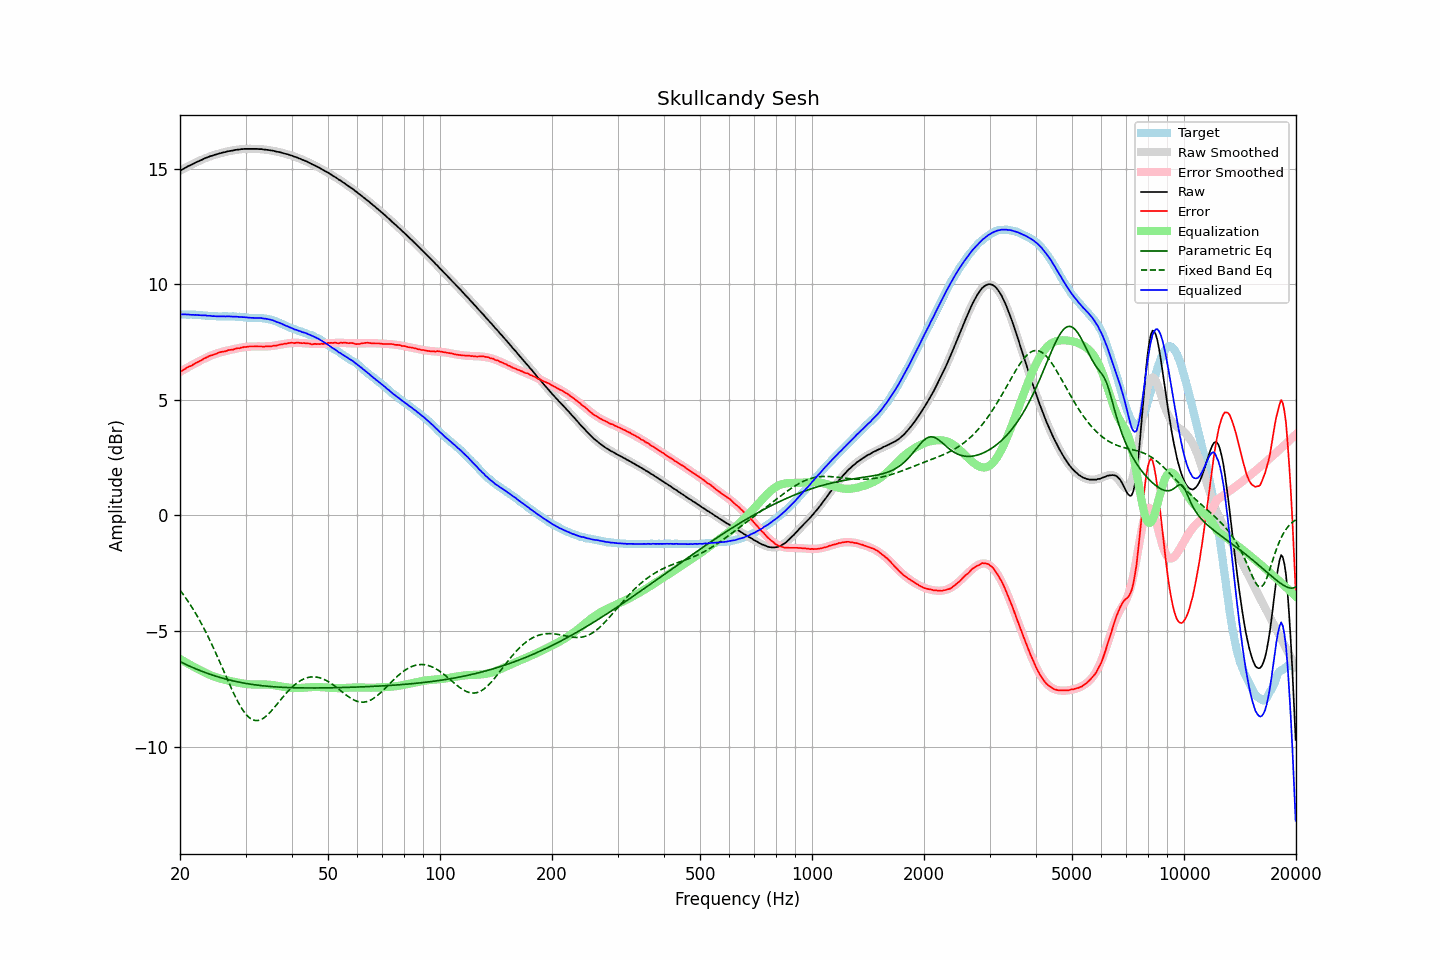 Skullcandy Sesh
Target
Raw Smoothed
Error Smoothed
Raw
Error
Equalization
Parametric Eq
Fixed Band Eq
Equalized
Amplitude (dBr)
15
10
5
0
−5
−10
20
50
100
200
500
1000
2000
5000
10000
20000
Frequency (Hz)